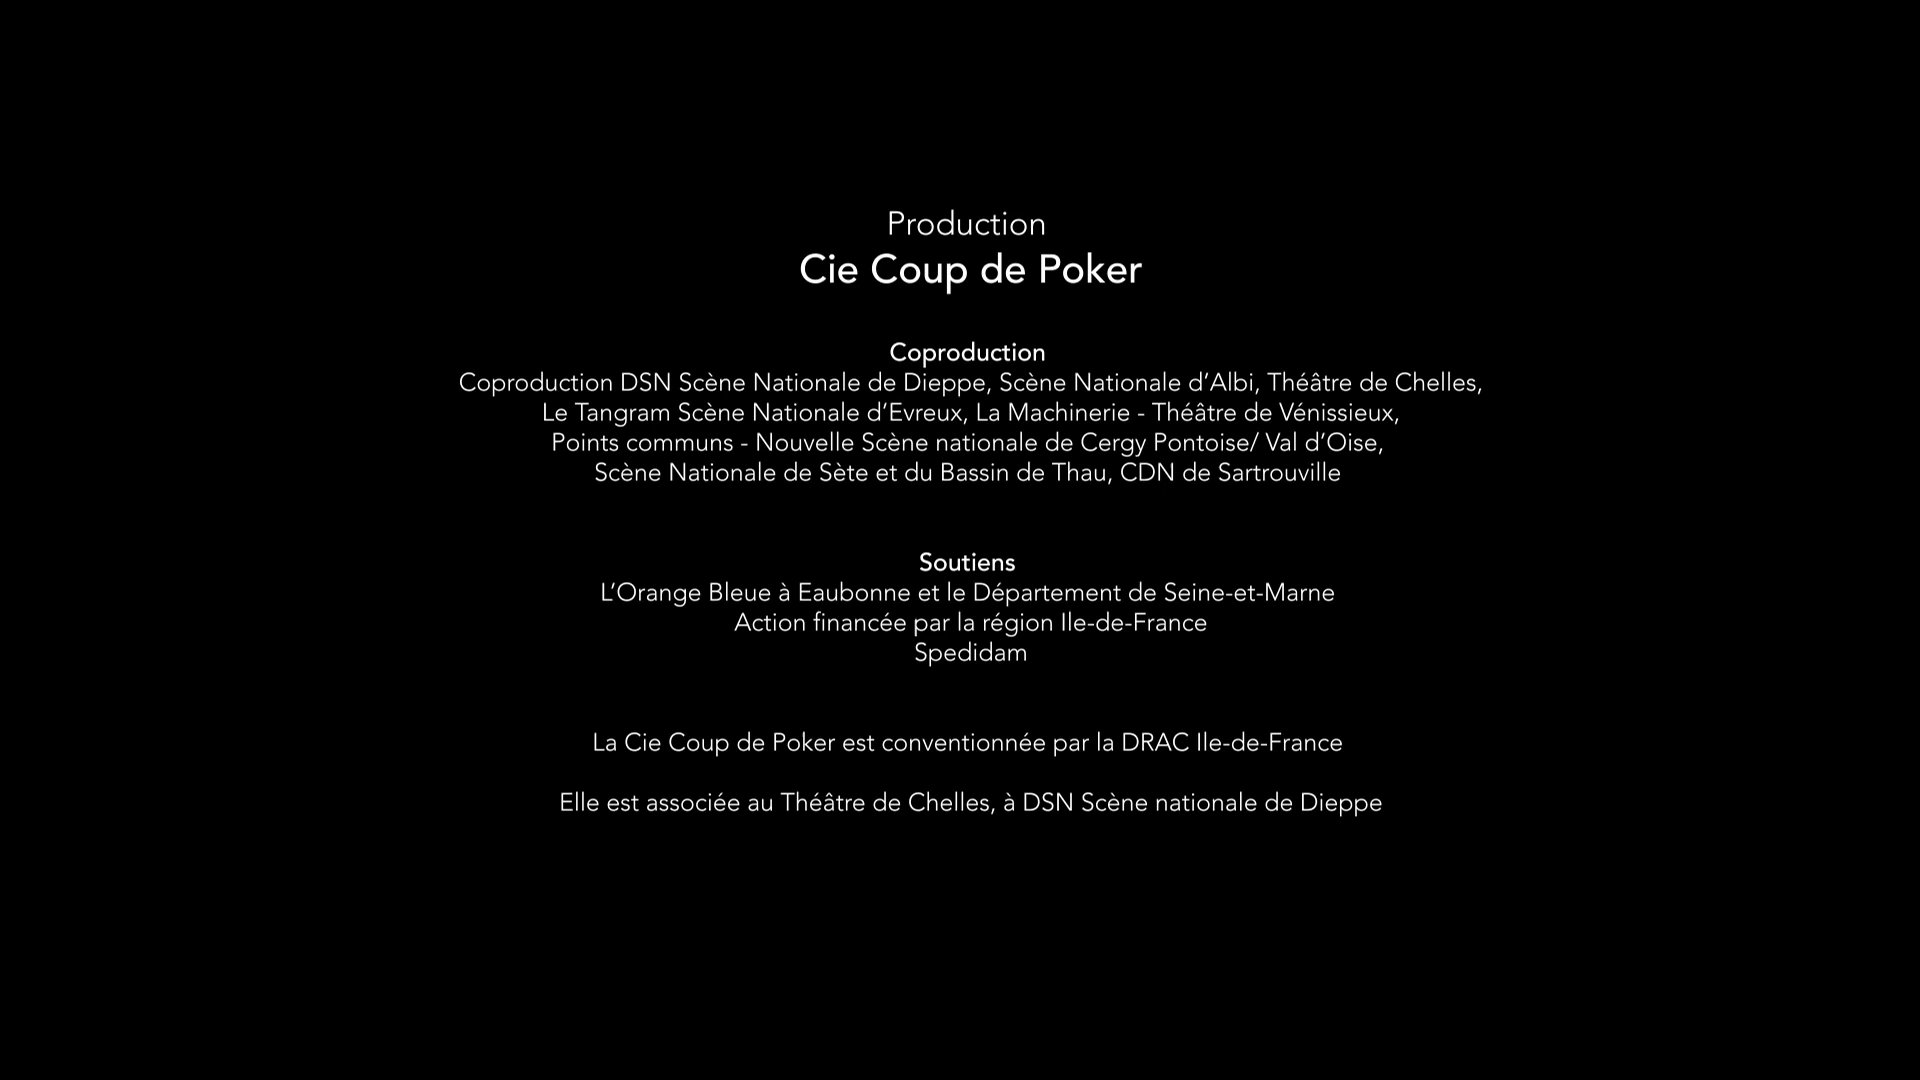 Production
Cie Coup de Poker
Coproduction
Coproduction DSN Scène Nationale de Dieppe, Scène Nationale d’Albi, Théâtre de Chelles,
Le Tangram Scène Nationale d’Evreux, La Machinerie - Théâtre de Vénissieux,
Points communs - Nouvelle Scène nationale de Cergy Pontoise/ Val d’Oise,
Scène Nationale de Sète et du Bassin de Thau, CDN de Sartrouville
Soutiens
L’Orange Bleue à Eaubonne et le Département de Seine-et-Marne
Action financée par la région Ile-de-France
Spedidam
La Cie Coup de Poker est conventionnée par la DRAC Ile-de-France
Elle est associée au Théâtre de Chelles, à DSN Scène nationale de Dieppe